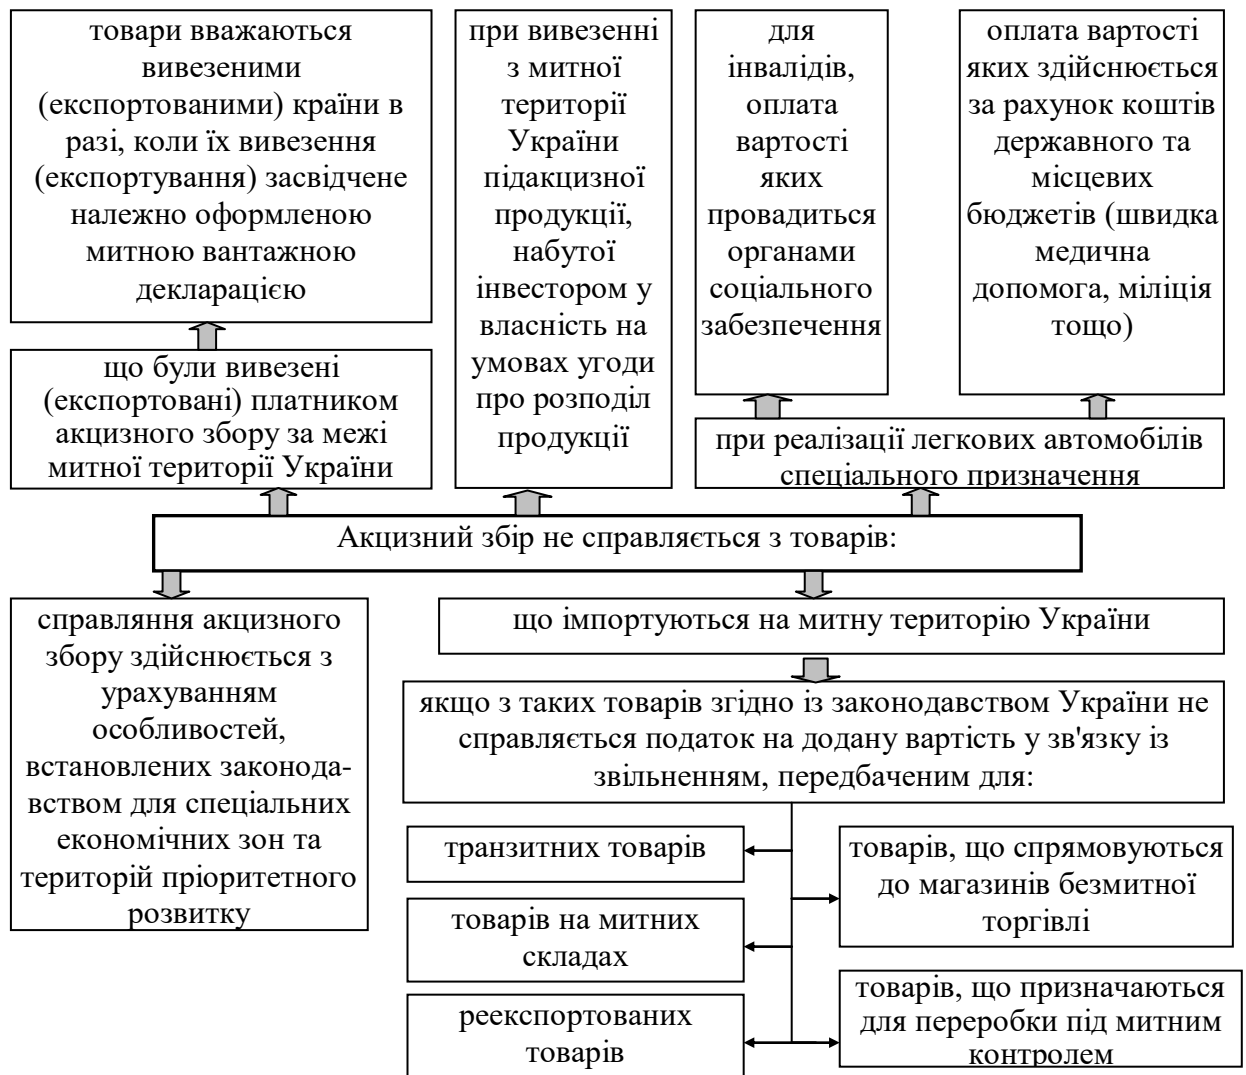 товари вважаються
вивезеними
(експортованими) країни в
разі, коли їх вивезення
(експортування) засвідчене
належно оформленою
митною вантажною
декларацією
при вивезенні
з митної
території
України
підакцизної
продукції,
набутої
інвестором у
власність на
умовах угоди
про розподіл
продукції
для
інвалідів,
оплата
вартості
яких
провадиться
органами
соціального
забезпечення
оплата вартості
яких здійснюється
за рахунок коштів
державного та
місцевих
бюджетів (швидка
медична
допомога, міліція
тощо)
що були вивезені
(експортовані) платником
акцизного збору за межі
митної території України
при реалізації легкових автомобілів
спеціального призначення
Акцизний збір не справляється з товарів:
справляння акцизного
збору здійснюється з
урахуванням
особливостей,
встановлених законода-
вством для спеціальних
економічних зон та
територій пріоритетного
розвитку
що імпортуються на митну територію України
якщо з таких товарів згідно із законодавством України не
справляється податок на додану вартість у зв'язку із
звільненням, передбаченим для:
транзитних товарів
товарів, що спрямовуються
до магазинів безмитної
торгівлі
товарів на митних
складах
реекспортованих
товарів
товарів, що призначаються
для переробки під митним
контролем